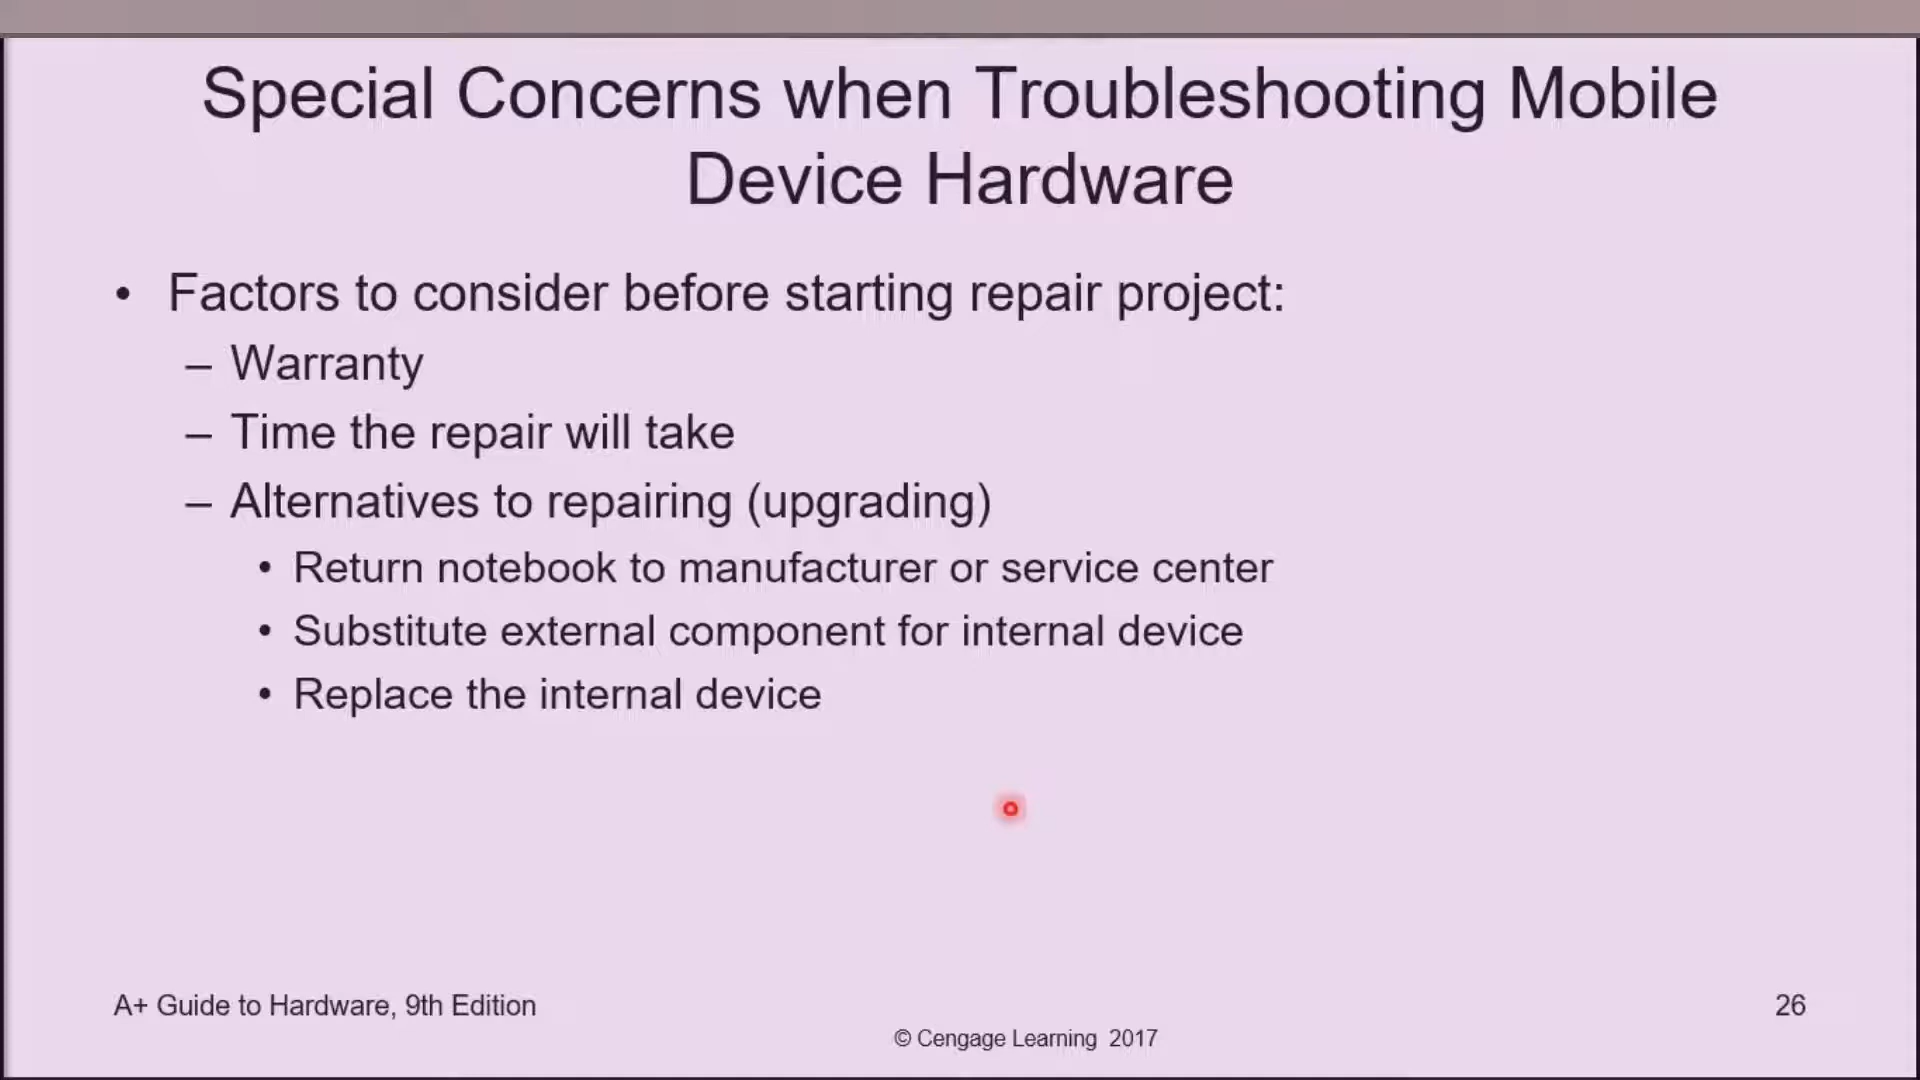 Special Concerns when Troubleshooting Mobile
Device Hardware
• Factors to consider before starting repair project:
– Warranty
– Time the repair will take
– Alternatives to repairing (upgrading)
• Return notebook to manufacturer or service center
• Substitute external component for internal device
• Replace the internal device
A+ Guide to Hardware, 9th Edition
26
© Cengage Learning 2017